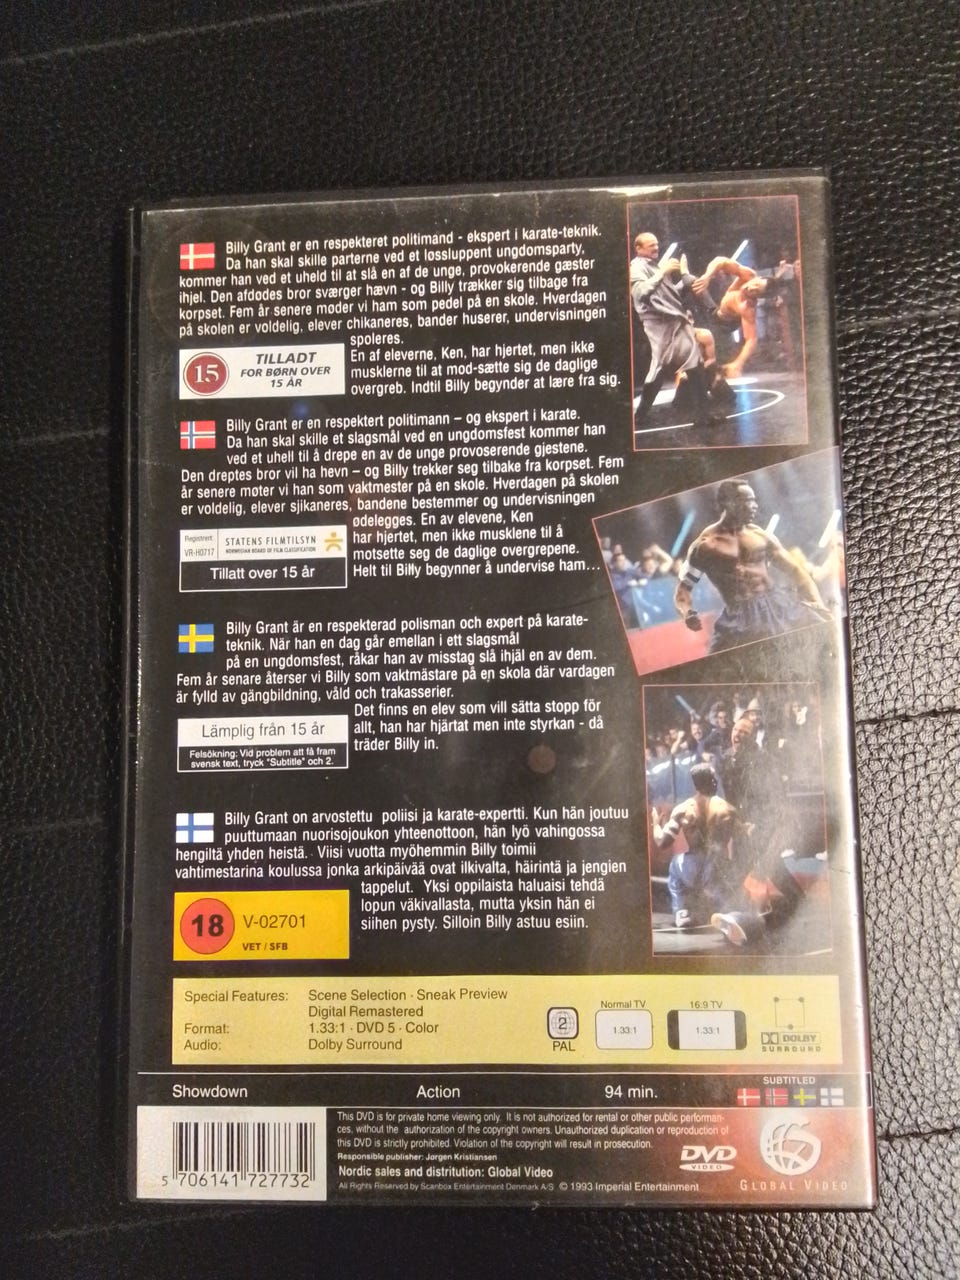 Billy Grant er en respekteret politimand - ekspert i karate-teknik.
Da han skal skille parterne ved et løssluppent ungdomsparty,
kommer han ved et uheld til at slå en af de unge, provokerende gæster
ihjel. Den afdødes bror sværger hævn - og Billy trækker sig tilbage fra
korpset. Fem år senere møder vi ham som pedel på en skole. Hverdagen
på skolen er voldelig, elever chikaneres, bander huserer, undervisningen
spoleres.
En af eleverne, Ken, har hjertet, men ikke
musklerne til at mod-sætte sig de daglige
overgreb. Indtil Billy begynder at lære fra sig.
15
TILLADT
FOR BØRN OVER
15 ÅR
Billy Grant er en respektert politimann – og ekspert i karate.
Da han skal skille et slagsmål ved en ungdomsfest kommer han
ved et uhell til å drepe en av de unge provoserende gjestene.
Den dreptes bror vil ha hevn – og Billy trekker seg tilbake fra korpset. Fem
år senere møter vi han som vaktmester på en skole. Hverdagen på skolen
er voldelig, elever sjikaneres, bandene bestemmer og undervisningen
ødelegges. En av elevene, Ken
har hjertet, men ikke musklene til å
motsette seg de daglige overgrepene.
Helt til Billy begynner å undervise ham...
Registrert:
VR-H0717
STATENS FILMTILSYN
NORWEGIAN BOARD OF FILM CLASSIFICATION
Tillatt over 15 år
Billy Grant är en respekterad polisman och expert på karate-
teknik. När han en dag går emellan i ett slagsmål
på en ungdomsfest, råkar han av misstag slå ihjäl en av dem.
Fem år senare återser vi Billy som vaktmästare på en skola där vardagen
är fylld av gängbildning, våld och trakasserier.
Det finns en elev som vill sätta stopp för
allt, han har hjärtat men inte styrkan - då
träder Billy in.
Lämplig från 15 år
Felsökning: Vid problem att få fram
svensk text, tryck "Subtitle" och 2.
Billy Grant on arvostettu poliisi ja karate-expertti. Kun hän joutuu
puuttumaan nuorisojoukon yhteenottoon, hän lyö vahingossa
hengiltä yhden heistä. Viisi vuotta myöhemmin Billy toimii
vahtimestarina koulussa jonka arkipäivää ovat ilkivalta, häirintä ja jengien
tappelut. Yksi oppilaista haluaisi tehdä
lopun väkivallasta, mutta yksin hän ei
siihen pysty. Silloin Billy astuu esiin.
18
V-02701
VET / SFB
Special Features: Scene Selection · Sneak Preview
Digital Remastered
Format: 1.33:1 · DVD 5 · Color
Audio: Dolby Surround
2
PAL
Normal TV
1.33:1
16:9 TV
1.33:1
DOLBY
SURROUND
Showdown Action 94 min.
SUBTITLED
This DVD is for private home viewing only. It is not authorized for rental or other public performan-
ces, without the authorization of the copyright owners. Unauthorized duplication or reproduction of
this DVD is strictly prohibited. Violation of the copyright will result in prosecution.
Responsible publisher: Jørgen Kristiansen
Nordic sales and distritution: Global Video
All Rights Reserved by Scanbox Entertainment Denmark A/S © 1993 Imperial Entertainment
DVD
VIDEO
GLOBAL VIDEO
5 706141 727732